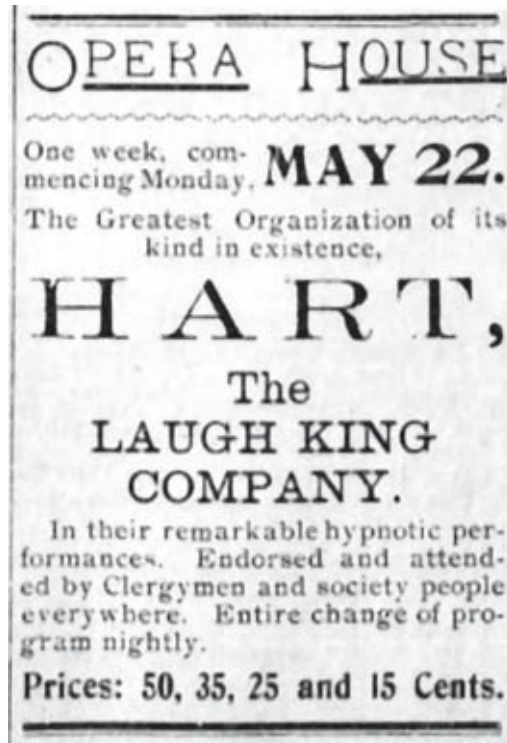 OPERA HOUSE
One week, com-
mencing Monday, MAY 22.
The Greatest Organization of its
kind in existence,
HART,
The
LAUGH KING
COMPANY.
In their remarkable hypnotic per-
formances. Endorsed and attend-
ed by Clergymen and society people
everywhere. Entire change of pro-
gram nightly.
Prices: 50, 35, 25 and 15 Cents.